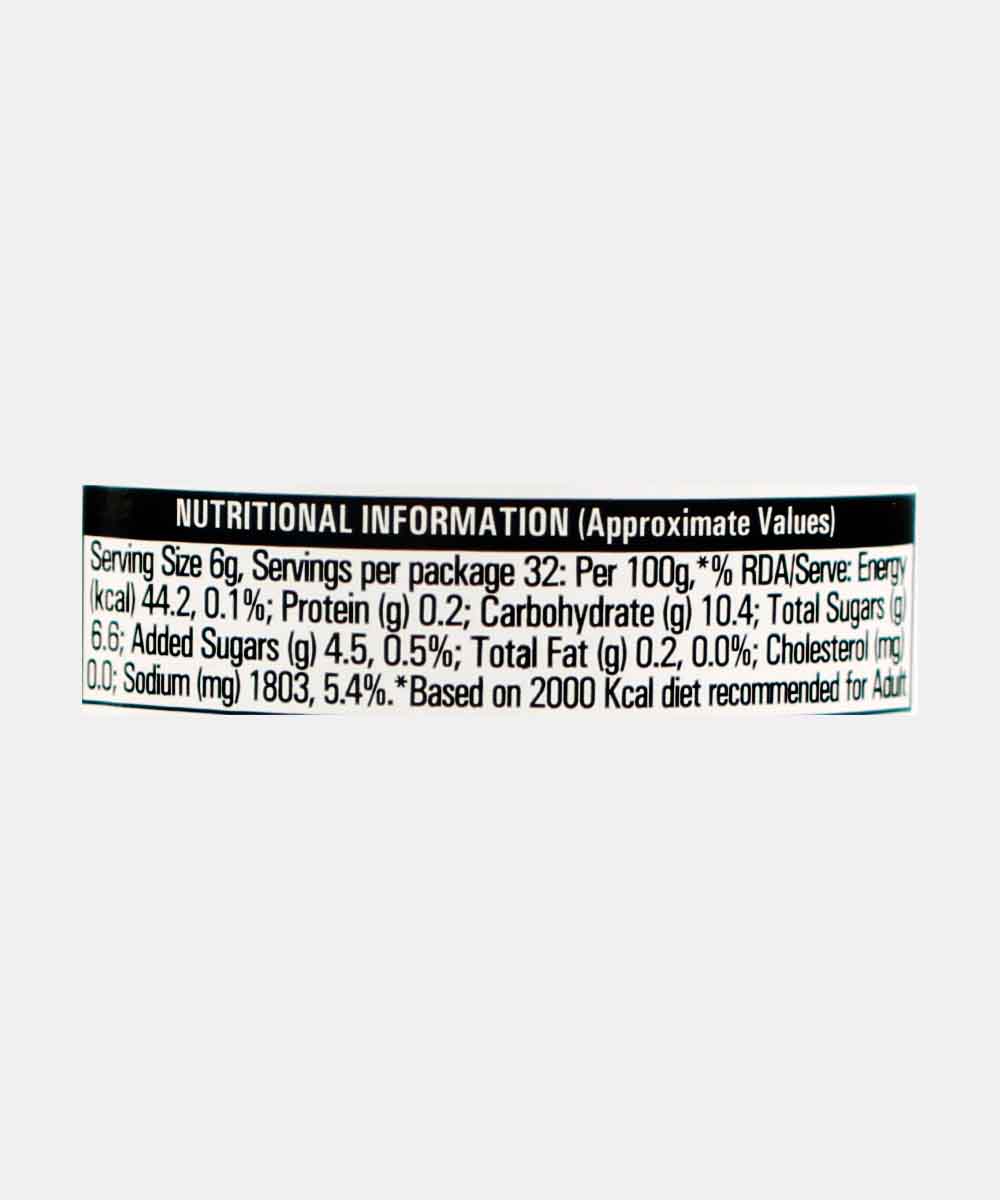 NUTRITIONAL INFORMATION (Approximate Values)
Serving Size 6g, Servings per package 32: Per 100g,*% RDA/Serve: Energy
(kcal) 44.2, 0.1%; Protein (g) 0.2; Carbohydrate (g) 10.4; Total Sugars (g)
6.6; Added Sugars (g) 4.5, 0.5%; Total Fat (g) 0.2, 0.0%; Cholesterol (mg)
0.0; Sodium (mg) 1803, 5.4%.*Based on 2000 Kcal diet recommended for Adult